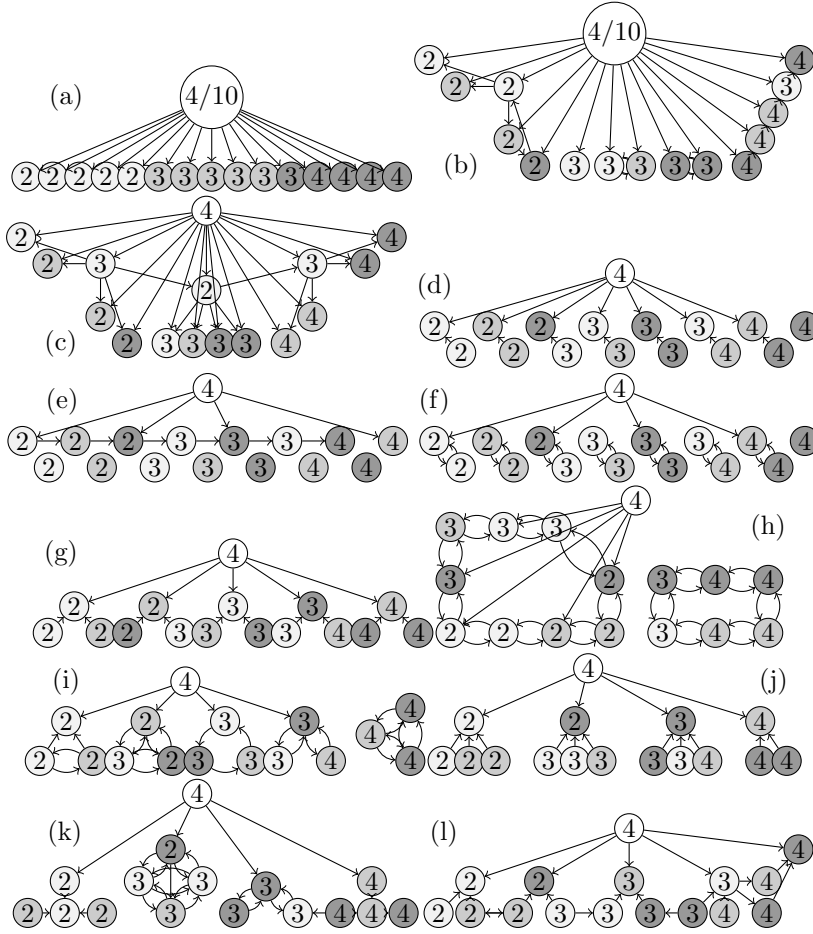 (a)
4/10
2 2 2 2 2 3 3 3 3 3 3 4 4 4 4
(b)
4/10
2 4
2 2 3
4
2 4
2 3 3 3 3 3 4
(c)
4
2 4
2 3 3 4
2
2 4
2 3 3 3 3 4
(d)
4
2 2 2 3 3 3 4 4
2 2 3 3 3 4 4
(e)
4
2 2 2 3 3 3 4 4
2 2 3 3 3 4 4
(f)
4
2 2 2 3 3 3 4 4
2 2 3 3 3 4 4
(g)
4
2 2 3 3 4
2 2 2 3 3 3 3 4 4 4
(h)
4
3 3 3
3 2 3 4 4
2 2 2 2 3 4 4
(i)
4
4
2 2 3 3
4
2 2 3 2 3 3 3 4 4
(j)
4
2 2 3 4
2 2 2 3 3 3 3 3 4 4 4
(k)
4
2
2 3 3 3 4
2 2 2 3 3 3 4 4 4
(l)
4
4
2 2 3 3 4
2 2 2 3 3 3 3 4 4